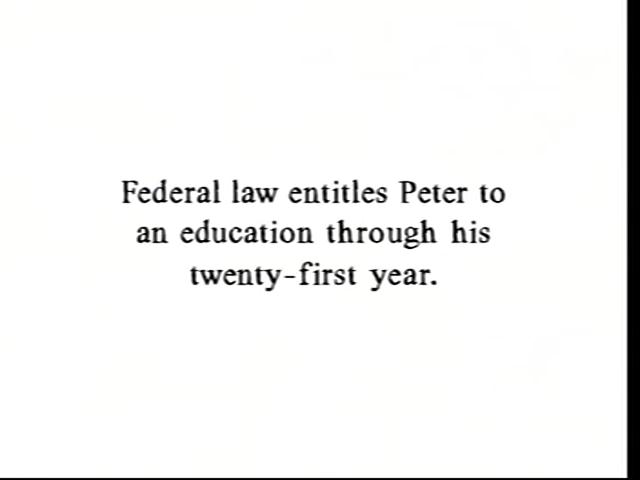 Federal law entitles Peter to
an education through his
twenty-first year.